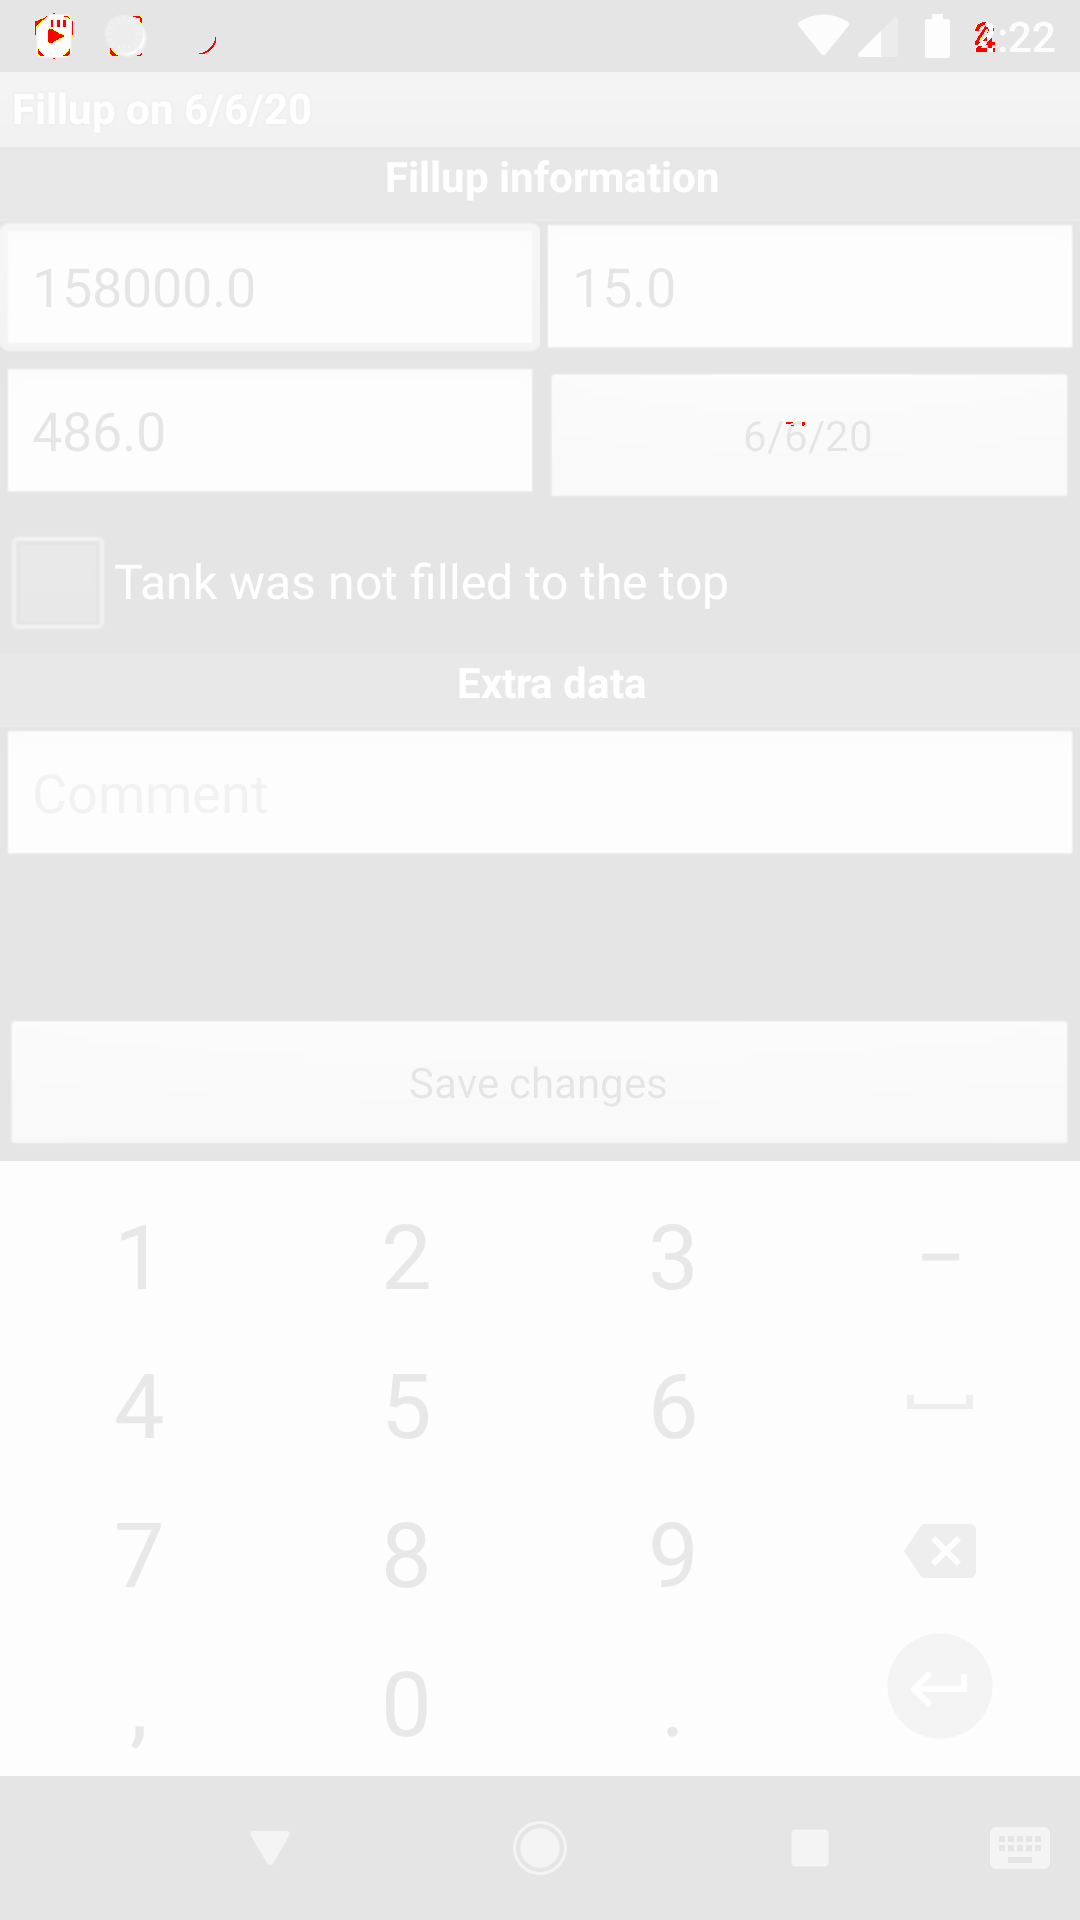 :22
Fillup on 6/6/20
Fillup information
158000.0 15.0
486.0 6/6/20
Tank was not filled to the top
Extra data
Comment
Save changes
1 2 3 –
4 5 6
7 8 9
, 0 .